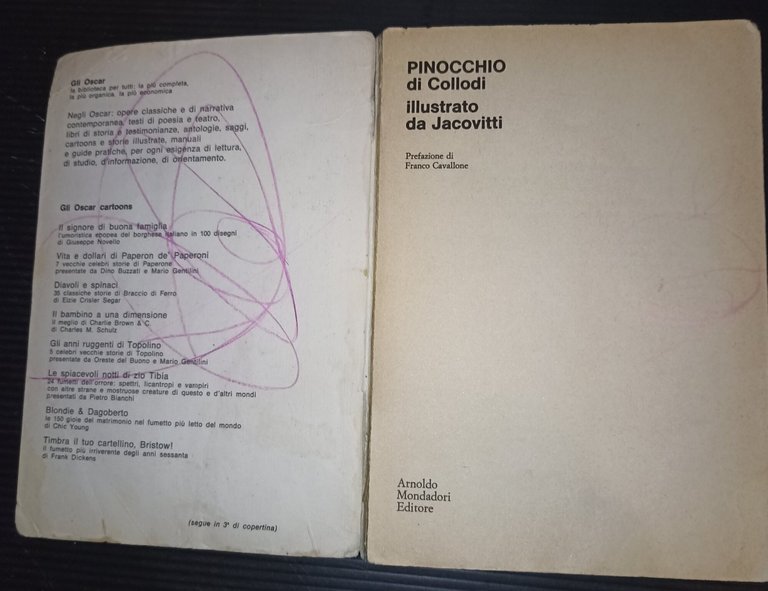 Gli Oscar
la biblioteca per tutti: la più completa,
la più organica, la più economica
Negli Oscar: opere classiche e di narrativa
contemporanea, testi di poesia e teatro,
libri di storia e testimonianze, antologie, saggi,
cartoons e storie illustrate, manuali
e guide pratiche, per ogni esigenza di lettura,
di studio, d'informazione, di orientamento.
Gli Oscar cartoons
Il signore di buona famiglia
l'umoristica epopea del borghese italiano in 100 disegni
di Giuseppe Novello
Vita e dollari di Paperon de' Paperoni
7 vecchie celebri storie di Paperone
presentate da Dino Buzzati e Mario Gentilini
Diavoli e spinaci
35 classiche storie di Braccio di Ferro
di Elzie Crisler Segar
Il bambino a una dimensione
il meglio di Charlie Brown & C.
di Charles M. Schulz
Gli anni ruggenti di Topolino
5 celebri vecchie storie di Topolino
presentate da Oreste del Buono e Mario Gentilini
Le spiacevoli notti di zio Tibia
24 fumetti dell'orrore: spettri, licantropi e vampiri
con altre strane e mostruose creature di questo e d'altri mondi
presentati da Pietro Bianchi
Blondie & Dagoberto
le 150 gioie del matrimonio nel fumetto più letto del mondo
di Chic Young
Timbra il tuo cartellino, Bristow!
il fumetto più irriverente degli anni sessanta
di Frank Dickens
(segue in 3ª di copertina)
PINOCCHIO
di Collodi
illustrato
da Jacovitti
Prefazione di
Franco Cavallone
Arnoldo
Mondadori
Editore